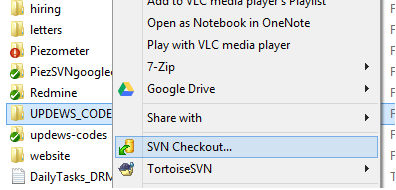 hiring
letters
Piezometer
PiezSVNgooglec
Redmine
UPDEWS_CODE
updews-codes
website
DailyTasks_DRM
Add to VLC media player's Playlist
Open as Notebook in OneNote
Play with VLC media player
7-Zip
Google Drive
Share with
SVN Checkout...
TortoiseSVN